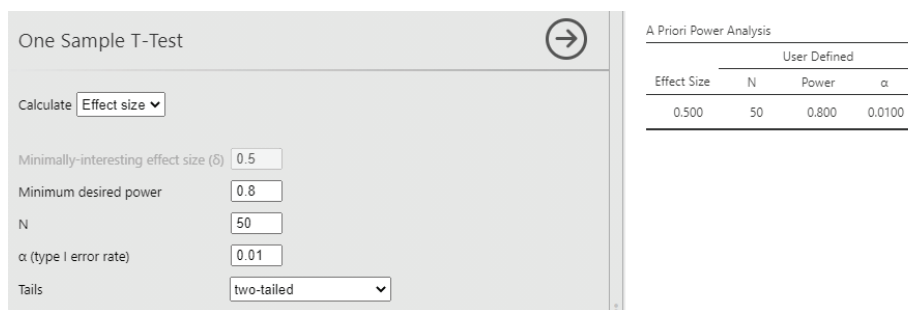 One Sample T-Test
Calculate Effect size
Minimally-interesting effect size (δ) 0.5
Minimum desired power 0.8
N 50
α (type I error rate) 0.01
Tails two-tailed
A Priori Power Analysis
User Defined
Effect Size N Power α
0.500 50 0.800 0.0100